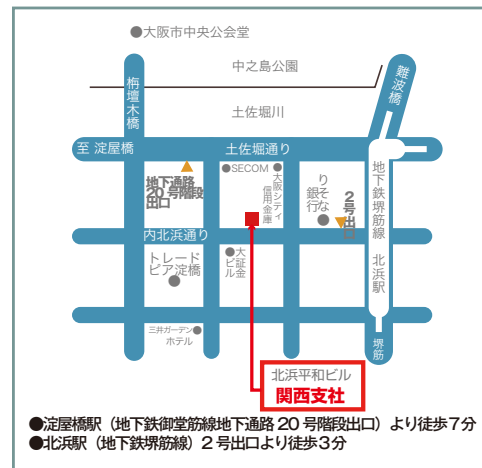 ●大阪市中央公会堂
中之島公園
栴檀木橋
難波橋
土佐堀川
至 淀屋橋
土佐堀通り
地下通路
20 号階段
出口
●SECOM
大阪シティ
信用金庫
りそな
銀行
2号出口
地下鉄堺筋線 北浜駅
内北浜通り
トレード
ピア淀橋
大証金
ビル
三井ガーデン
ホテル
堺筋
北浜平和ビル
関西支社
●淀屋橋駅（地下鉄御堂筋線地下通路 20 号階段出口）より徒歩7分
●北浜駅（地下鉄堺筋線）2 号出口より徒歩3分